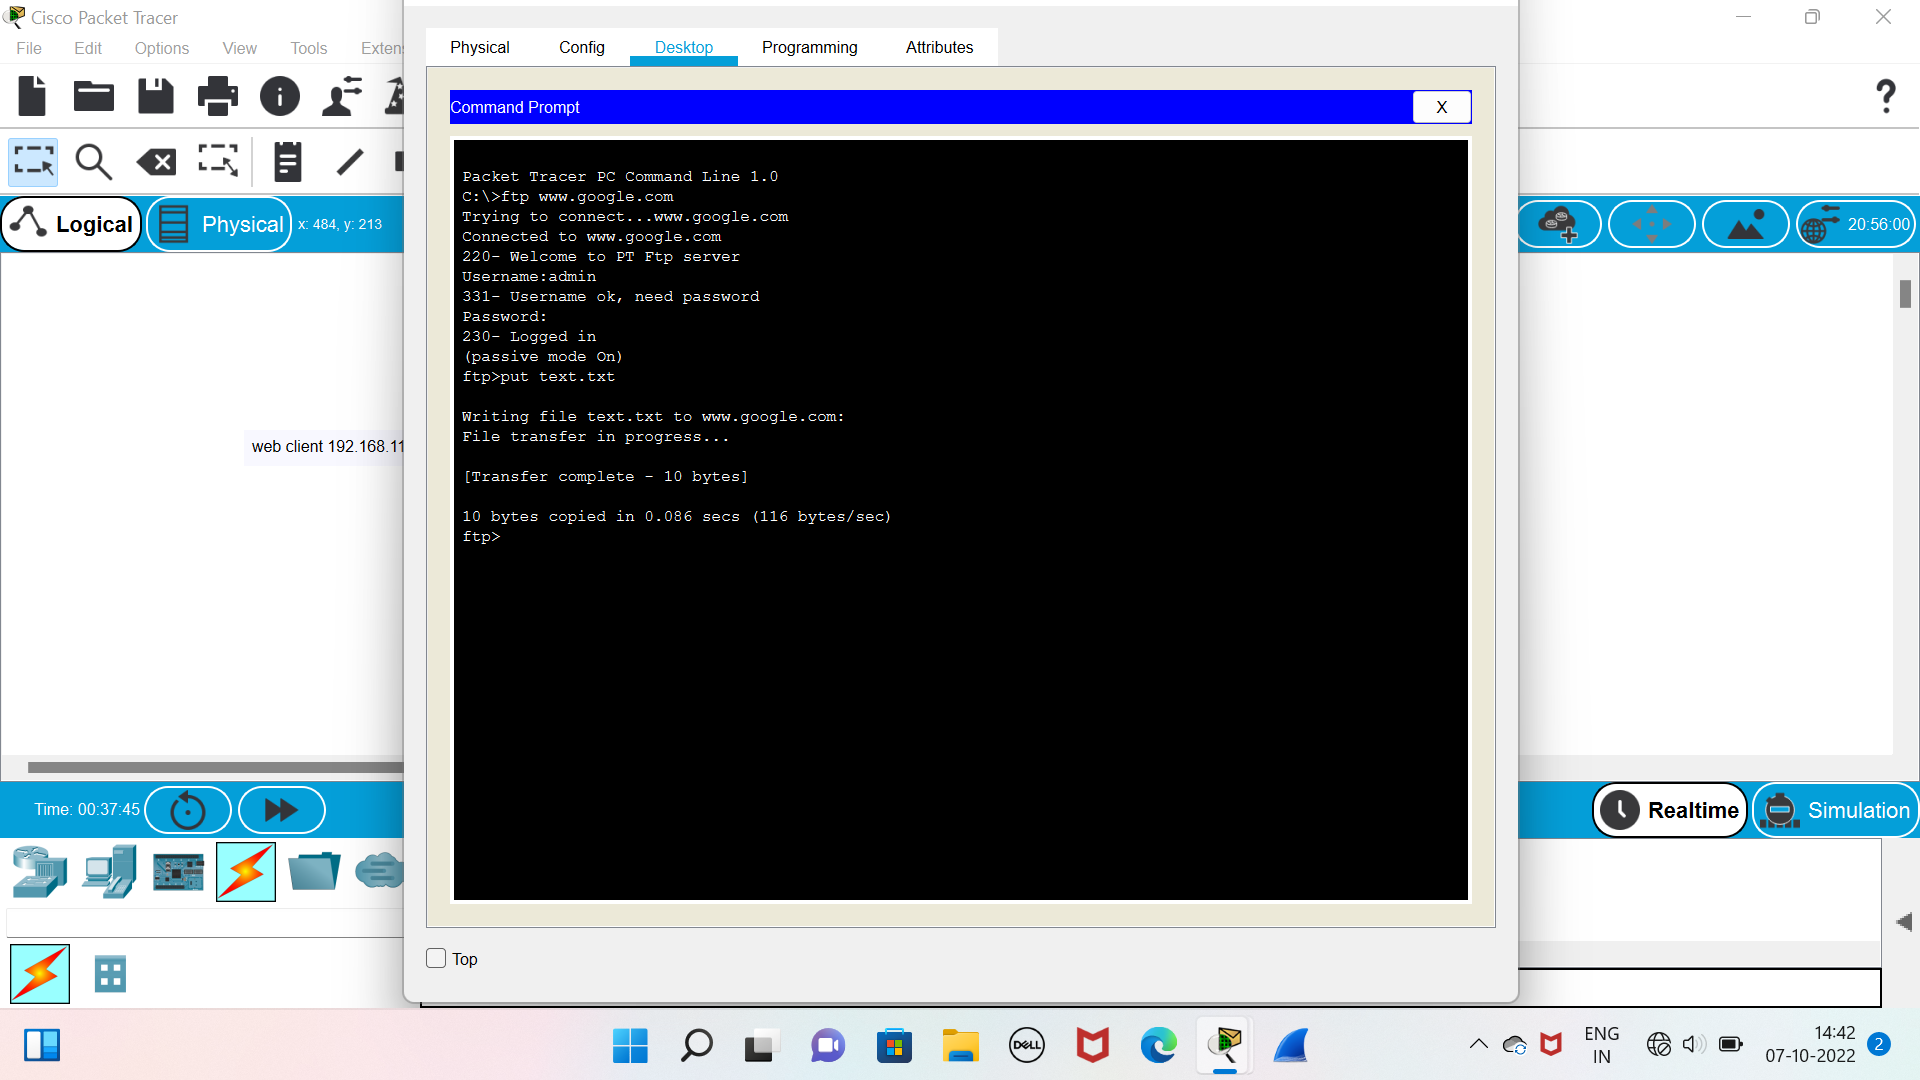 Cisco Packet Tracer
File Edit Options View Tools Exten
Physical Config Desktop Programming Attributes
Command Prompt X
Packet Tracer PC Command Line 1.0
C:\>ftp www.google.com
Trying to connect...www.google.com
Connected to www.google.com
220- Welcome to PT Ftp server
Username:admin
331- Username ok, need password
Password:
230- Logged in
(passive mode On)
ftp>put text.txt
Writing file text.txt to www.google.com:
File transfer in progress...
[Transfer complete - 10 bytes]
10 bytes copied in 0.086 secs (116 bytes/sec)
ftp>
Top
Logical Physical x: 484, y: 213
20:56:00
web client 192.168.11
Time: 00:37:45
Realtime Simulation
DELL
ENG
IN
14:42
07-10-2022
2